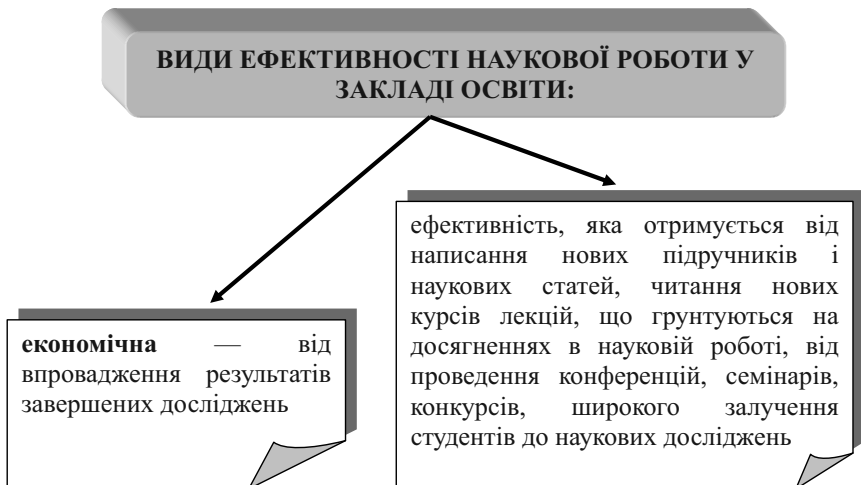 ВИДИ ЕФЕКТИВНОСТІ НАУКОВОЇ РОБОТИ У
ЗАКЛАДІ ОСВІТИ:
економічна — від
впровадження результатів
завершених досліджень
ефективність, яка отримується від
написання нових підручників і
наукових статей, читання нових
курсів лекцій, що грунтуються на
досягненнях в науковій роботі, від
проведення конференцій, семінарів,
конкурсів, широкого залучення
студентів до наукових досліджень